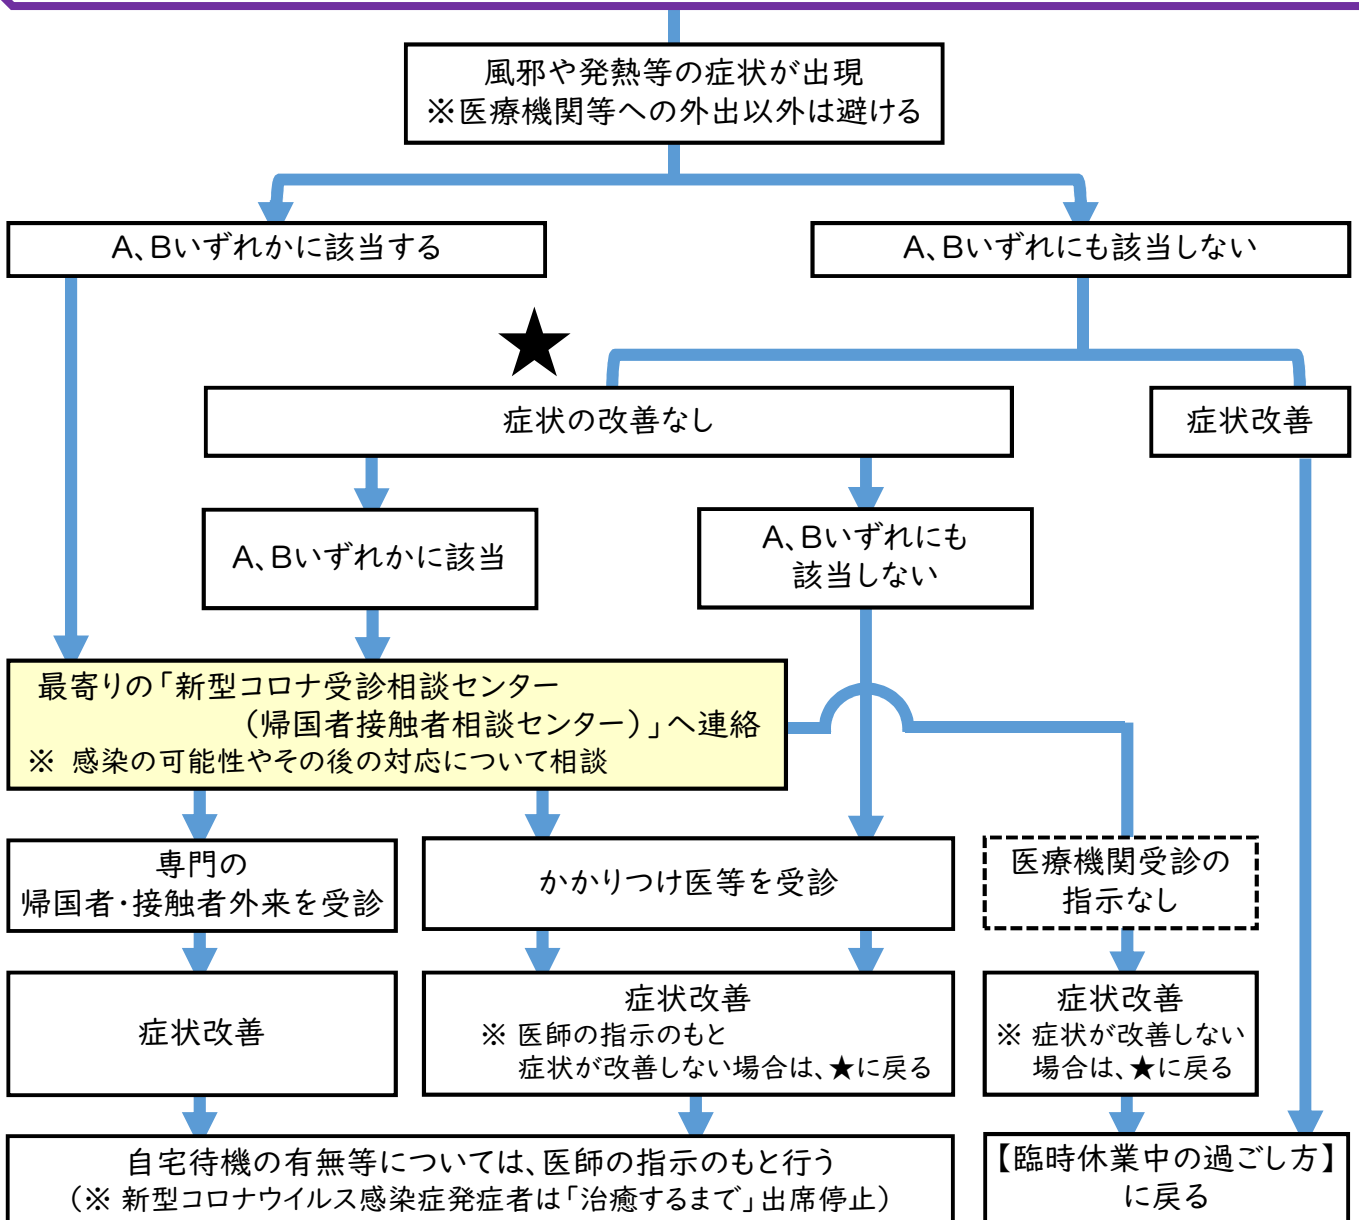 風邪や発熱等の症状が出現
※医療機関等への外出以外は避ける
A、Bいずれかに該当する
A、Bいずれにも該当しない
★
症状の改善なし
症状改善
A、Bいずれかに該当
A、Bいずれにも
該当しない
最寄りの「新型コロナ受診相談センター
（帰国者接触者相談センター）」へ連絡
※ 感染の可能性やその後の対応について相談
専門の
帰国者・接触者外来を受診
かかりつけ医等を受診
医療機関受診の
指示なし
症状改善
症状改善
※ 医師の指示のもと
症状が改善しない場合は、★に戻る
症状改善
※ 症状が改善しない
場合は、★に戻る
自宅待機の有無等については、医師の指示のもと行う
（※ 新型コロナウイルス感染症発症者は「治癒するまで」出席停止）
【臨時休業中の過ごし方】
に戻る